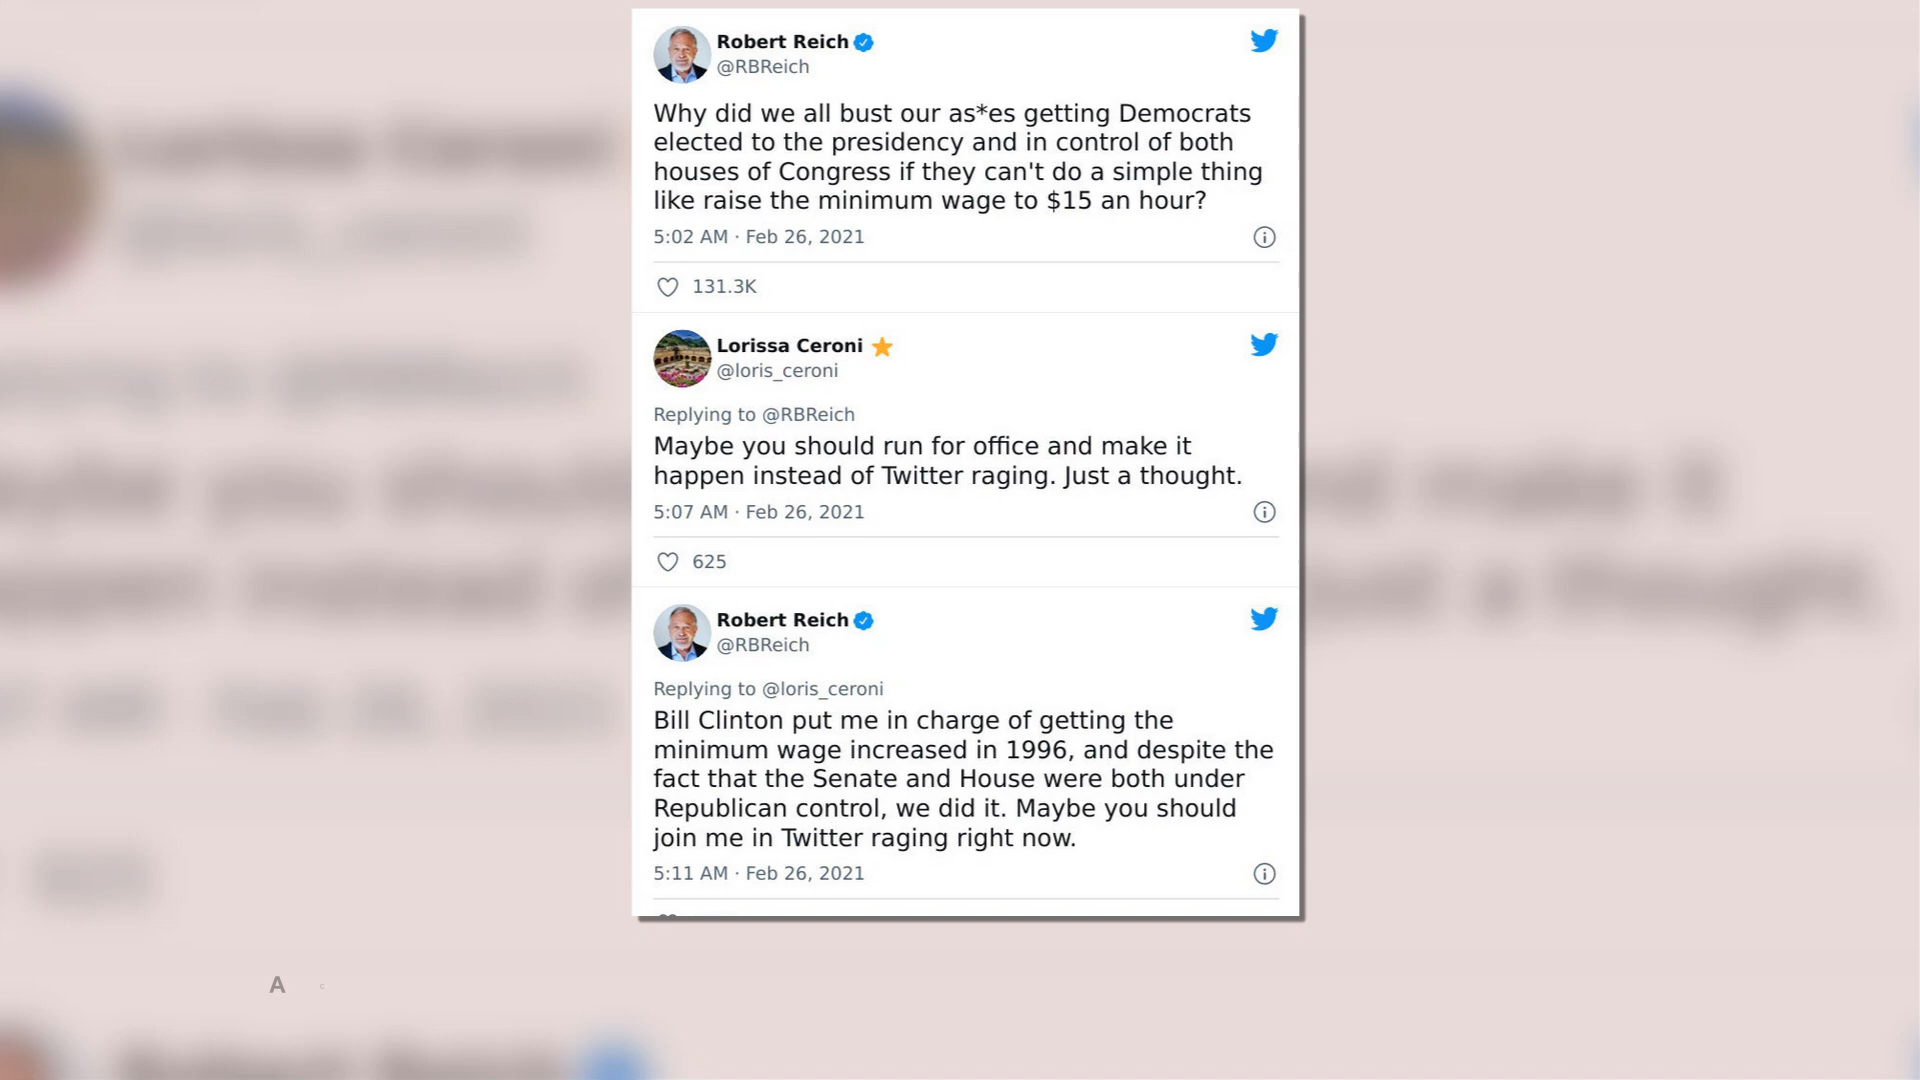 Robert Reich
@RBReich
Why did we all bust our as*es getting Democrats
elected to the presidency and in control of both
houses of Congress if they can't do a simple thing
like raise the minimum wage to $15 an hour?
5:02 AM · Feb 26, 2021
131.3K
Lorissa Ceroni
@loris_ceroni
Replying to @RBReich
Maybe you should run for office and make it
happen instead of Twitter raging. Just a thought.
5:07 AM · Feb 26, 2021
625
Robert Reich
@RBReich
Replying to @loris_ceroni
Bill Clinton put me in charge of getting the
minimum wage increased in 1996, and despite the
fact that the Senate and House were both under
Republican control, we did it. Maybe you should
join me in Twitter raging right now.
5:11 AM · Feb 26, 2021
A